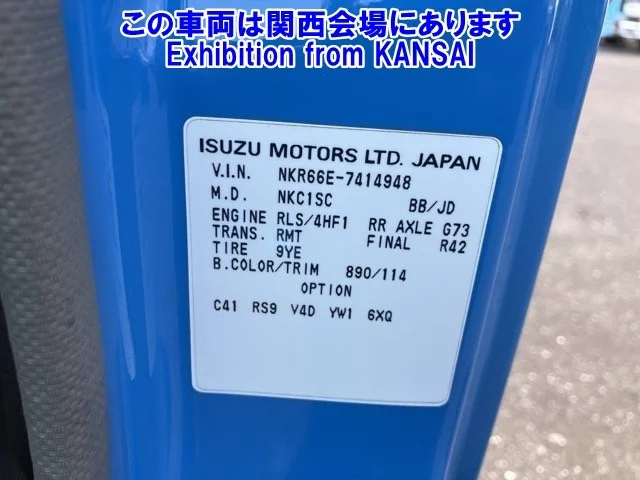 この車両は関西会場にあります
Exhibition from KANSAI
ISUZU MOTORS LTD. JAPAN
V.I.N. NKR66E-7414948
M.D. NKC1SC BB/JD
ENGINE RLS/4HF1 RR AXLE G73
TRANS. RMT FINAL R42
TIRE 9YE
B.COLOR/TRIM 890/114
OPTION
C41 RS9 V4D YW1 6XQ